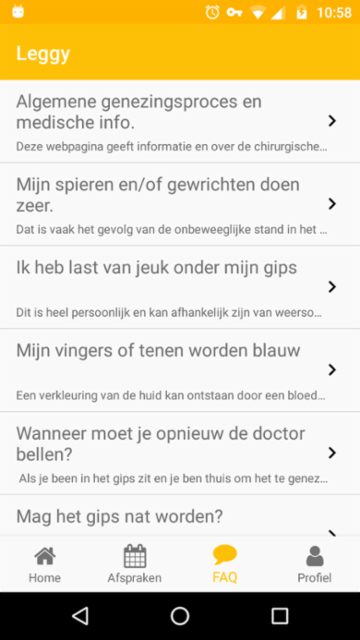 10:58
Leggy
Algemene genezingsproces en
medische info.
Deze webpagina geeft informatie en over de chirurgische...
Mijn spieren en/of gewrichten doen
zeer.
Dat is vaak het gevolg van de onbeweeglijke stand in het ...
Ik heb last van jeuk onder mijn gips
Dit is heel persoonlijk en kan afhankelijk zijn van weerso...
Mijn vingers of tenen worden blauw
Een verkleuring van de huid kan ontstaan door een bloed...
Wanneer moet je opnieuw de doctor
bellen?
Als je been in het gips zit en je ben thuis om het te genez...
Mag het gips nat worden?
Home Afspraken FAQ Profiel